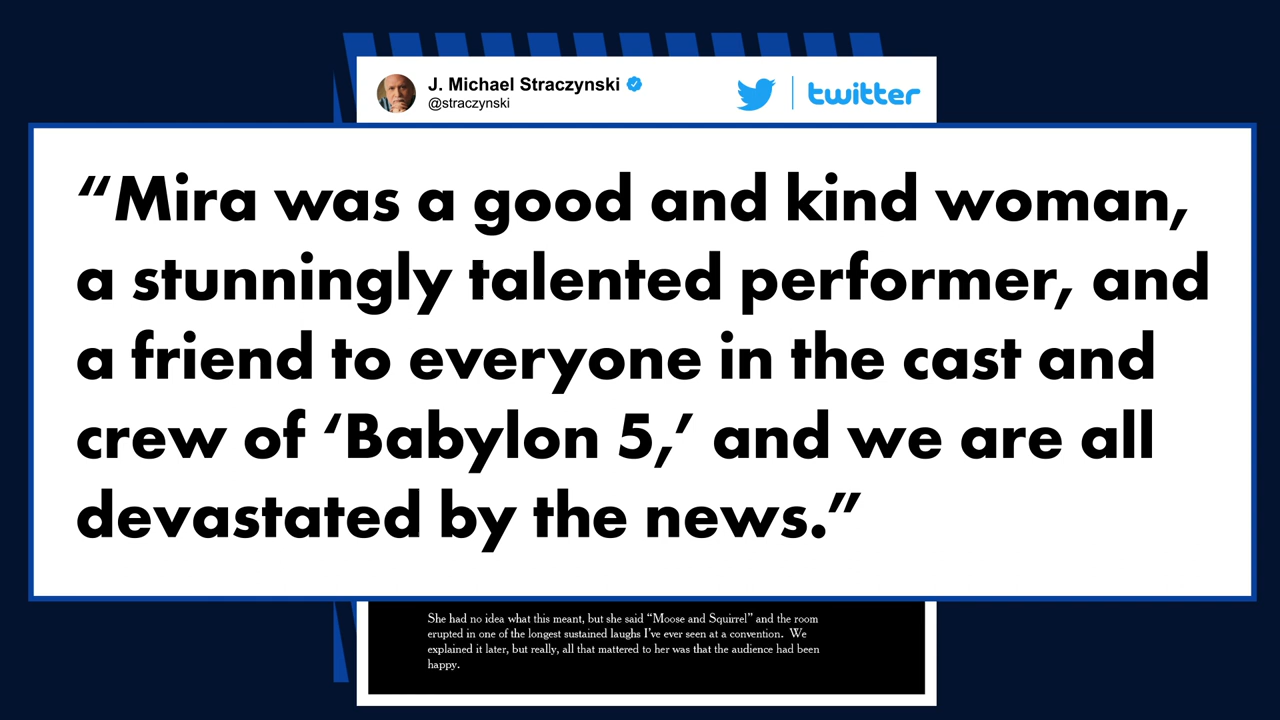 J. Michael Straczynski
@straczynski
twitter
“Mira was a good and kind woman,
a stunningly talented performer, and
a friend to everyone in the cast and
crew of ‘Babylon 5,’ and we are all
devastated by the news.”
She had no idea what this meant, but she said “Moose and Squirrel” and the room
erupted in one of the longest sustained laughs I’ve ever seen at a convention.  We
explained it later, but really, all that mattered to her was that the audience had been
happy.